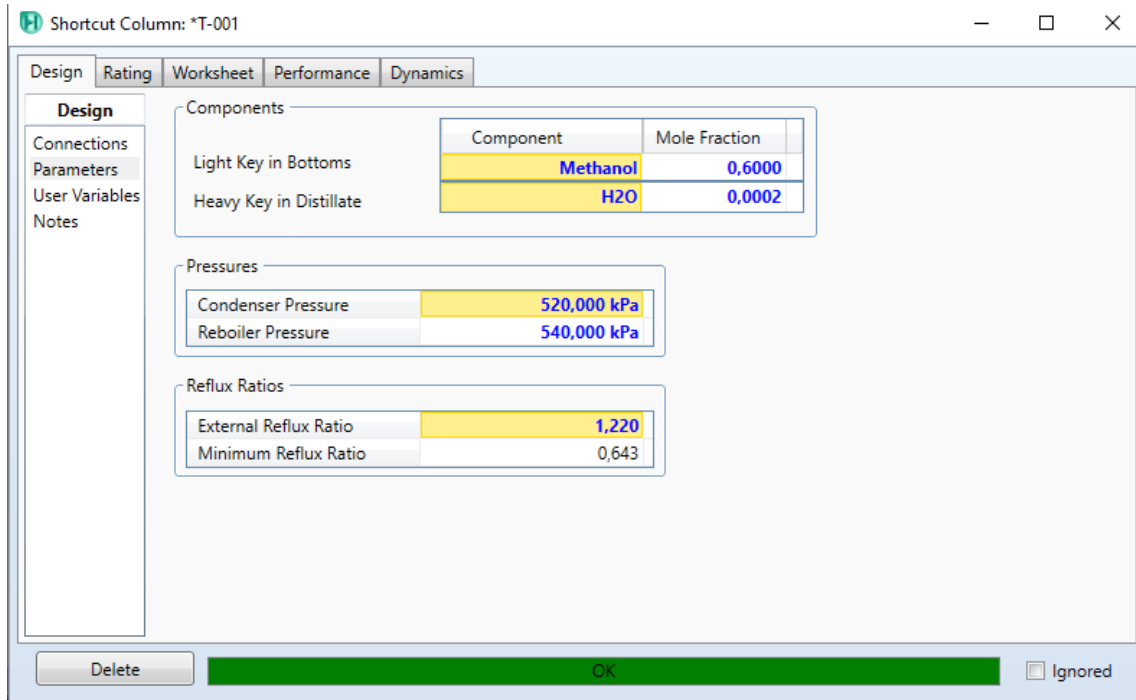 Shortcut Column: *T-001
Design Rating Worksheet Performance Dynamics
Design
Connections
Parameters
User Variables
Notes
Components
Component Mole Fraction
Light Key in Bottoms Methanol 0,6000
Heavy Key in Distillate H2O 0,0002
Pressures
Condenser Pressure 520,000 kPa
Reboiler Pressure 540,000 kPa
Reflux Ratios
External Reflux Ratio 1,220
Minimum Reflux Ratio 0,643
Delete OK Ignored